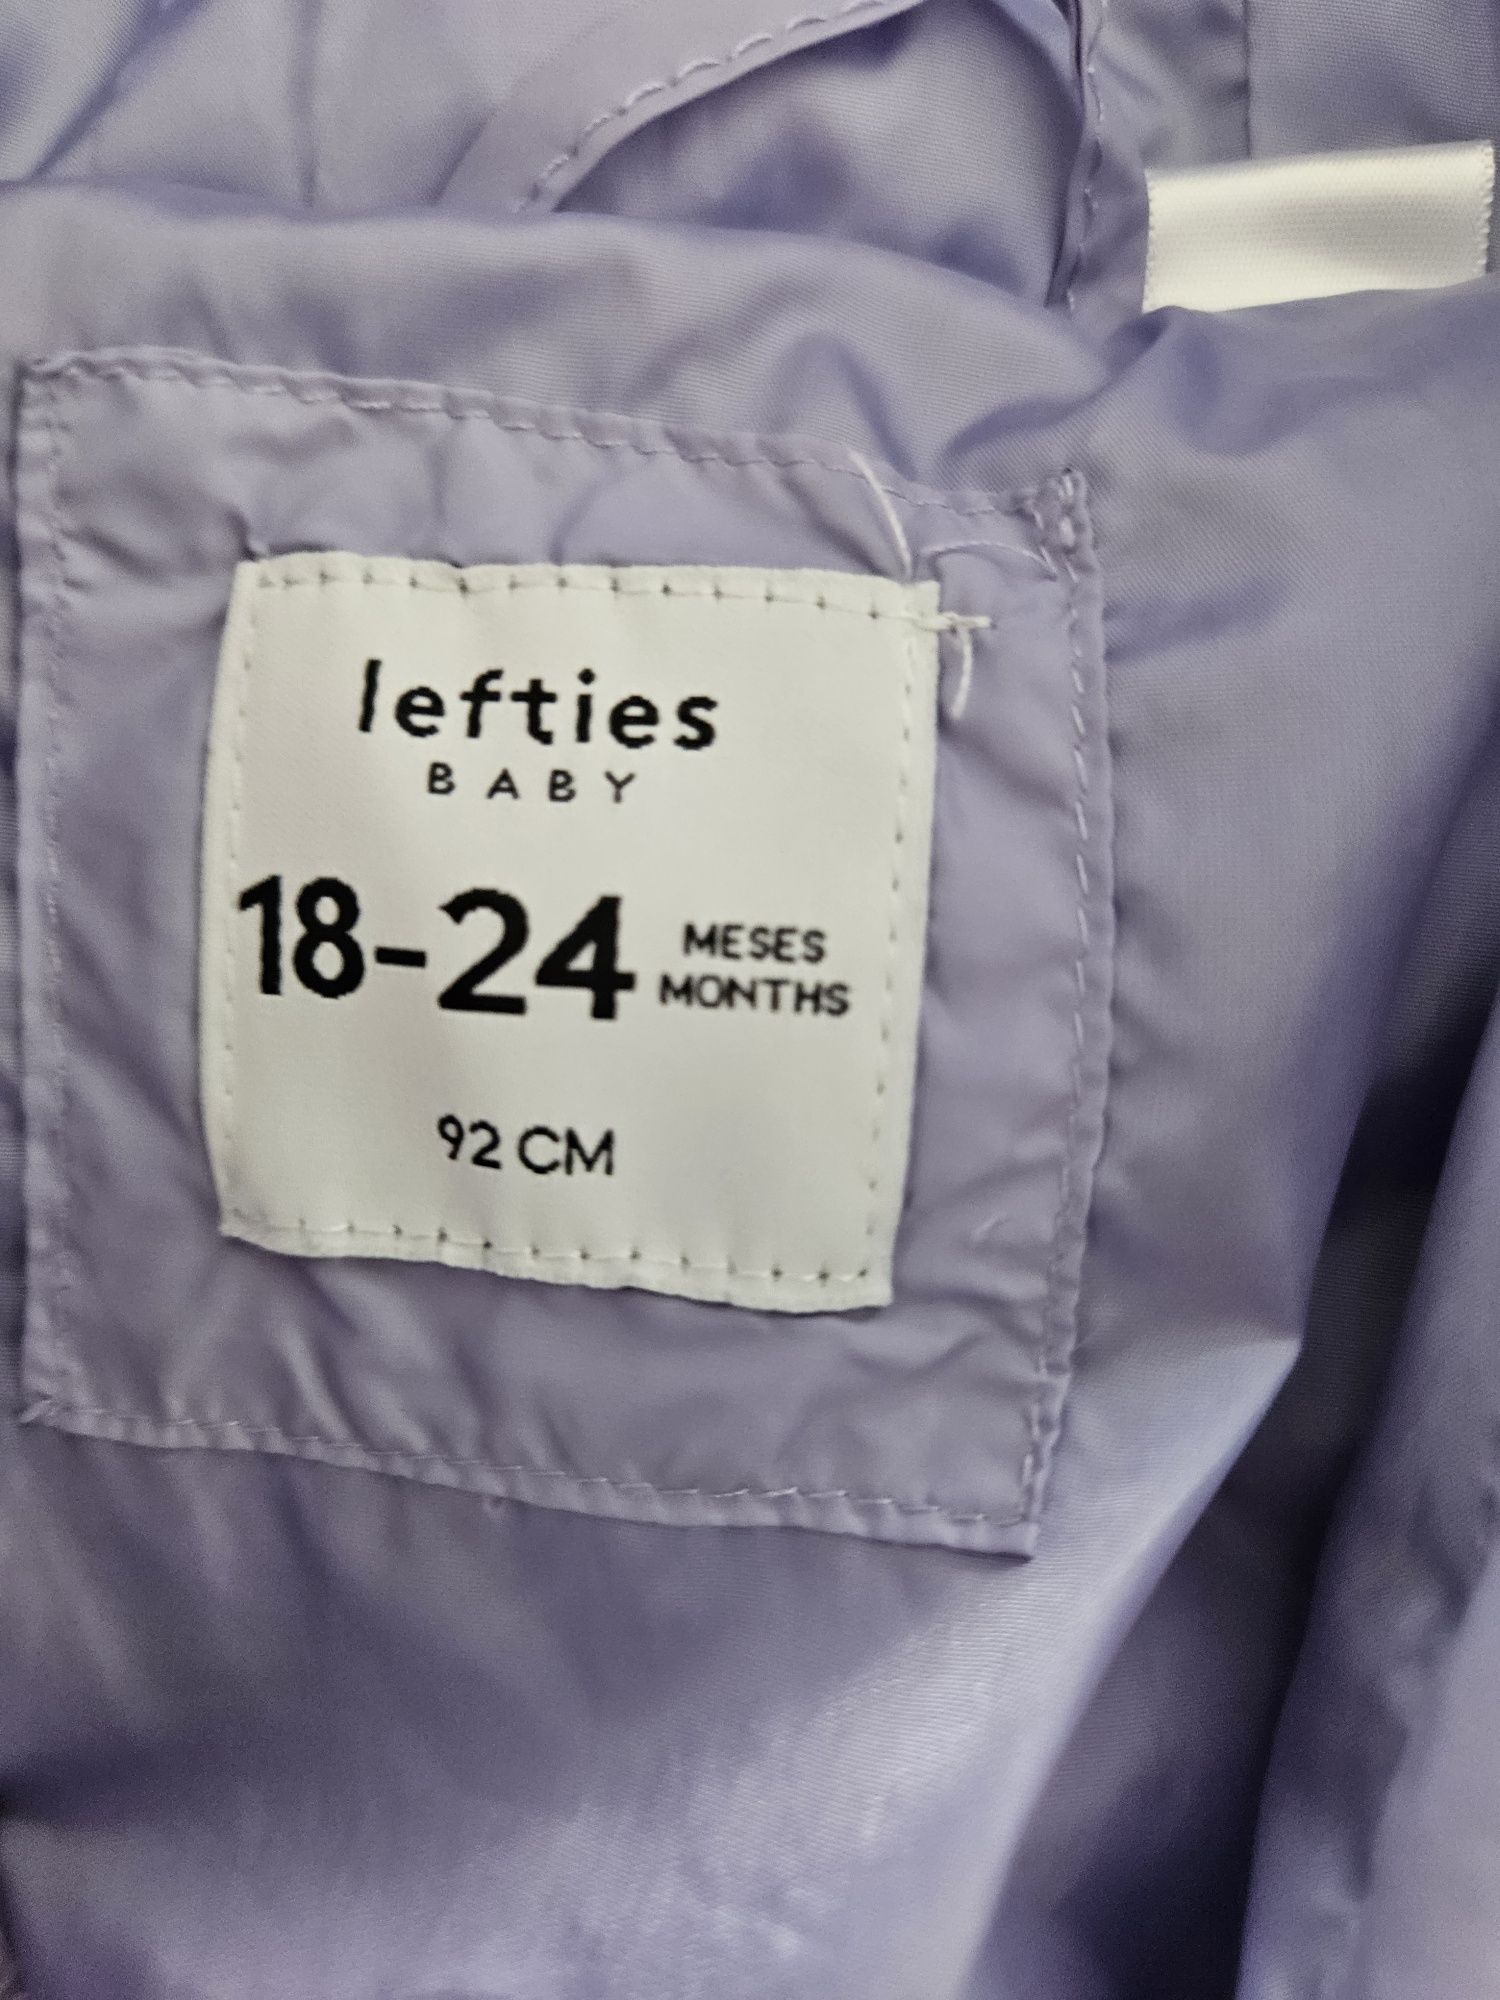 lefties
BABY
18-24 MESES
MONTHS
92 CM